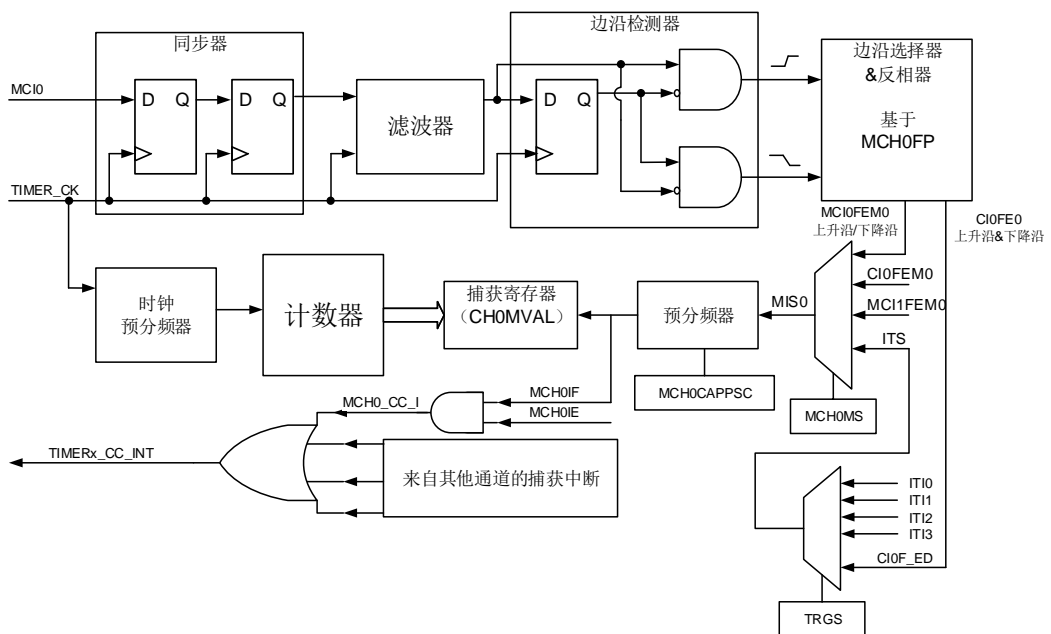 同步器
边沿检测器
边沿选择器
&反相器
基于
MCH0FP
MCI0
D Q
D Q
滤波器
D Q
TIMER_CK
MCI0FEM0
上升沿/下降沿
CI0FE0
上升沿&下降沿
时钟
预分频器
计数器
捕获寄存器
(CH0MVAL)
预分频器
MIS0
CI0FEM0
MCI1FEM0
ITS
MCH0CAPPSC
MCH0MS
MCH0_CC_I
MCH0IF
MCH0IE
TIMERx_CC_INT
来自其他通道的捕获中断
ITI0
ITI1
ITI2
ITI3
CI0F_ED
TRGS